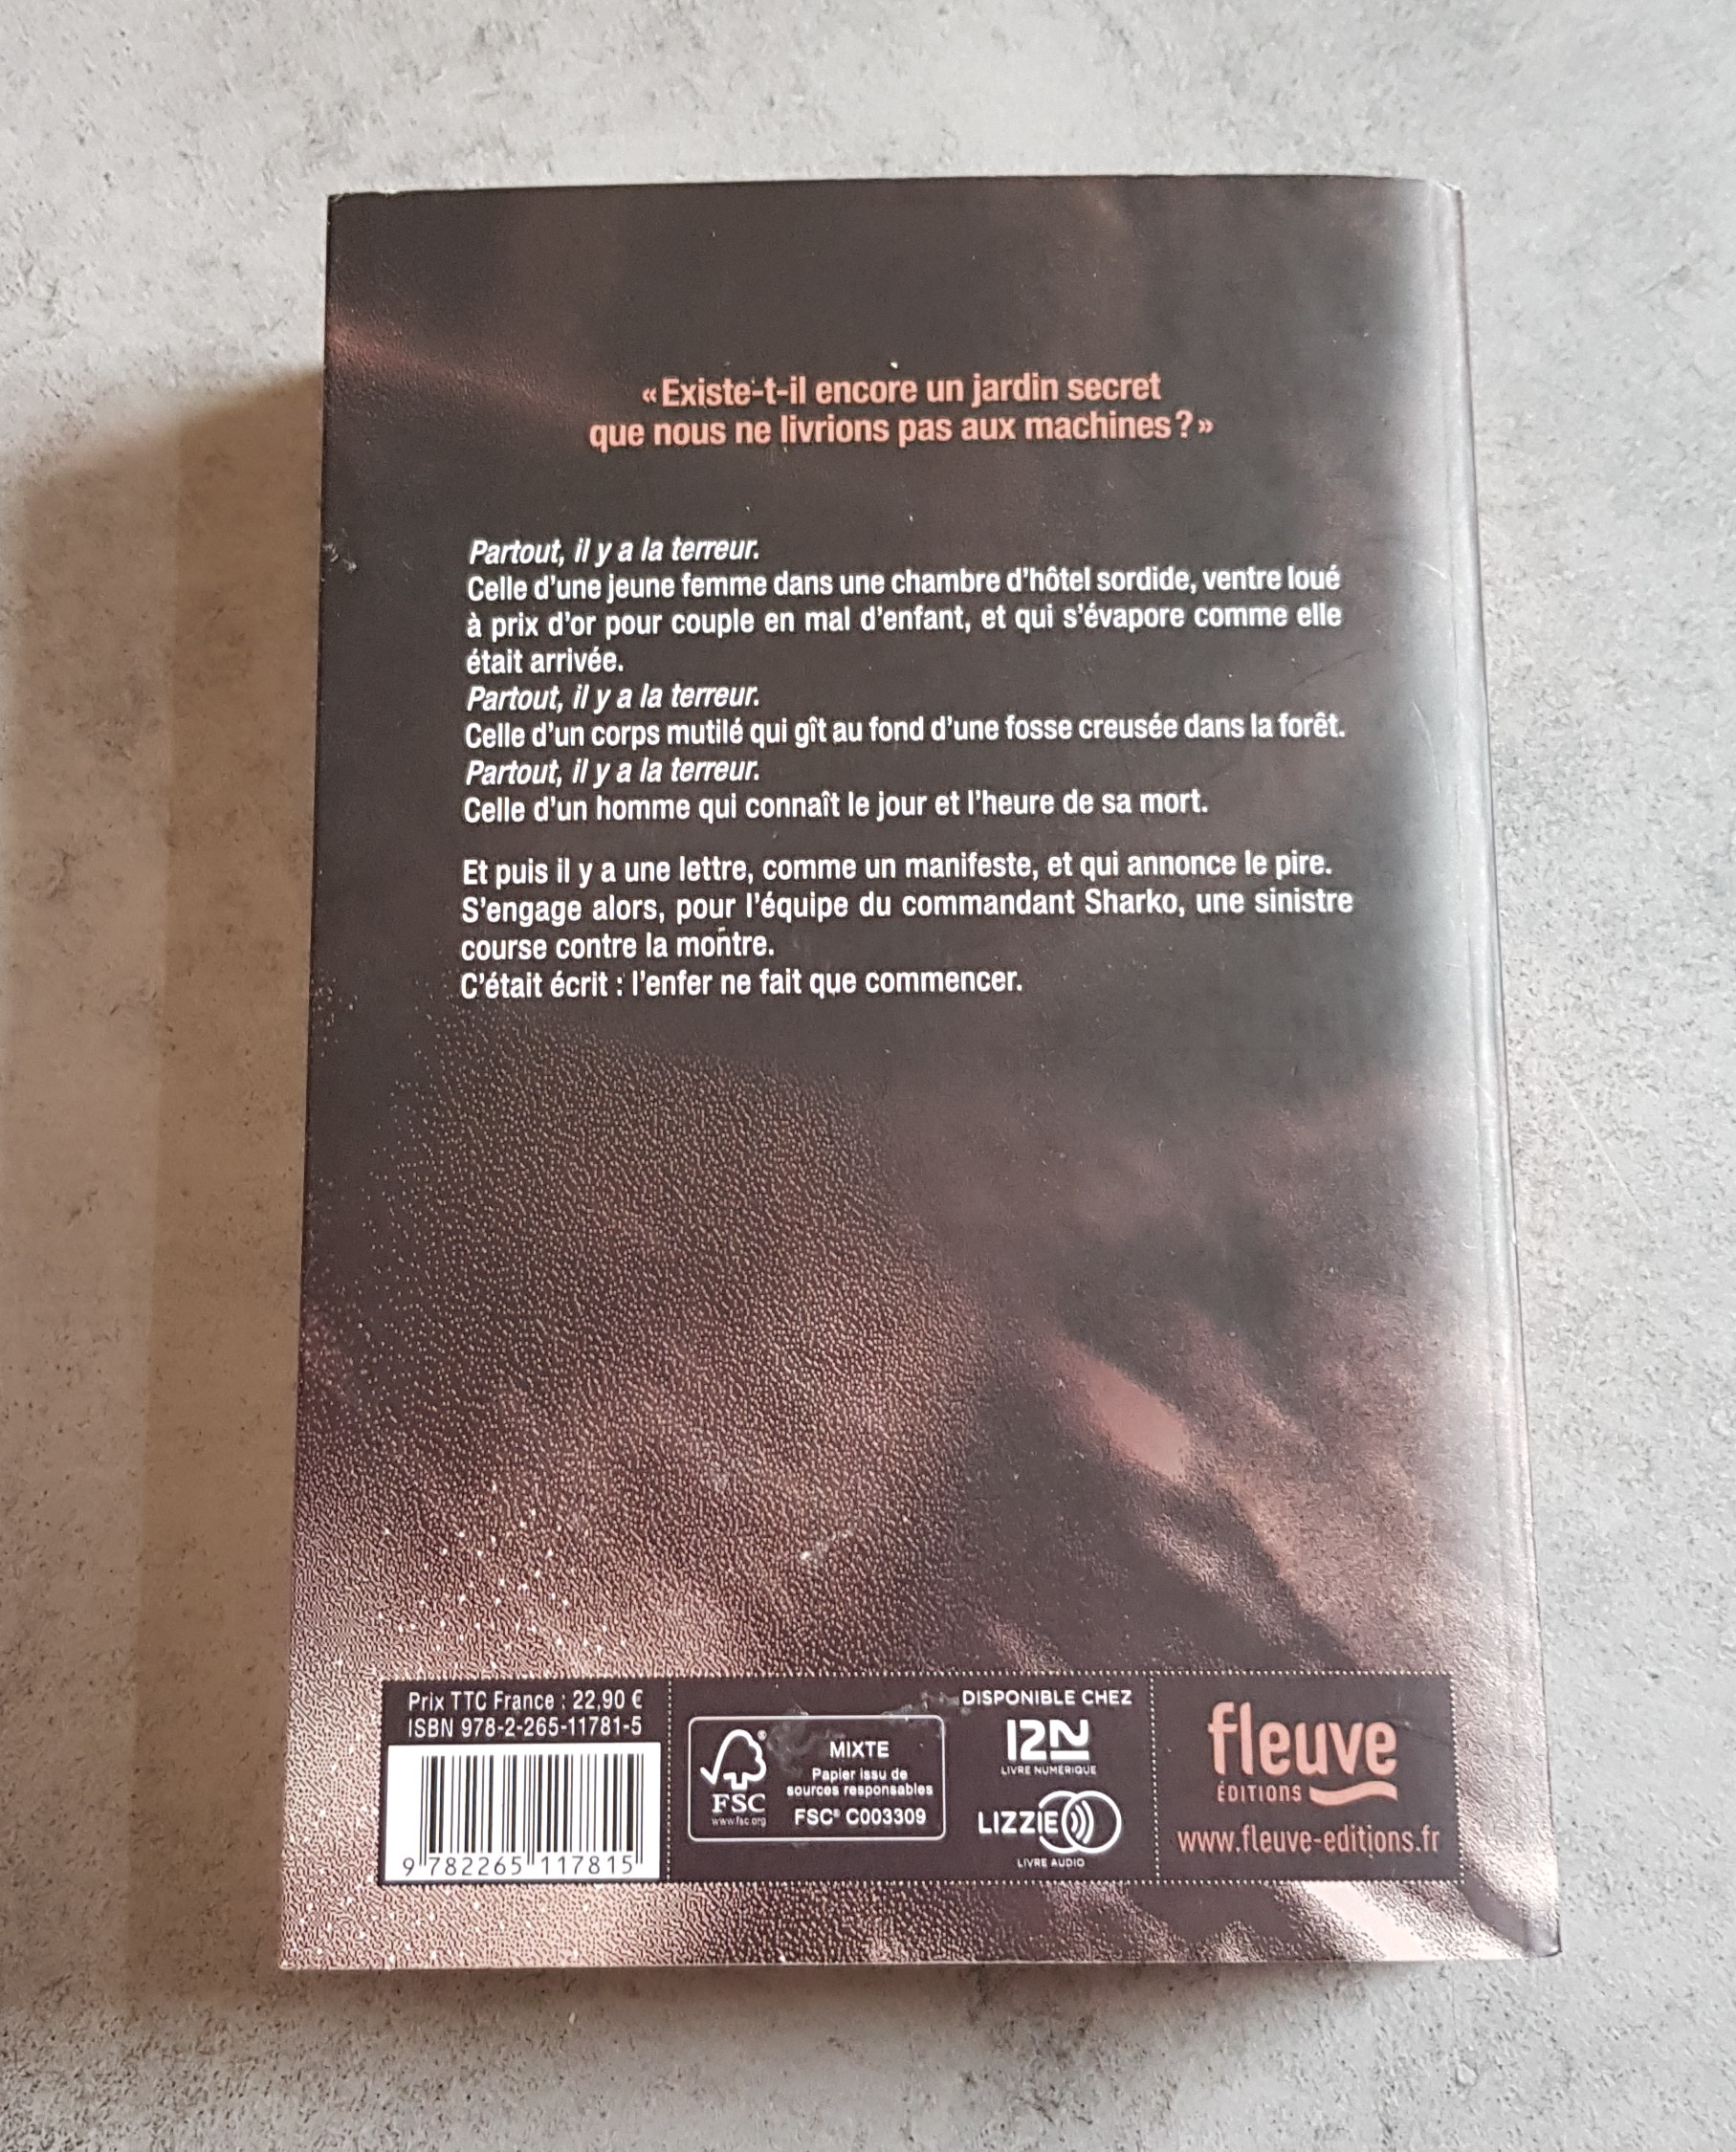 « Existe-t-il encore un jardin secret
que nous ne livrions pas aux machines ? »
Partout, il y a la terreur.
Celle d'une jeune femme dans une chambre d'hôtel sordide, ventre loué
à prix d'or pour couple en mal d'enfant, et qui s'évapore comme elle
était arrivée.
Partout, il y a la terreur.
Celle d'un corps mutilé qui gît au fond d'une fosse creusée dans la forêt.
Partout, il y a la terreur.
Celle d'un homme qui connaît le jour et l'heure de sa mort.
Et puis il y a une lettre, comme un manifeste, et qui annonce le pire.
S'engage alors, pour l'équipe du commandant Sharko, une sinistre
course contre la montre.
C'était écrit : l'enfer ne fait que commencer.
Prix TTC France : 22,90 €
ISBN 978-2-265-11781-5
9 782265 117815
FSC
www.fsc.org
MIXTE
Papier issu de
sources responsables
FSC® C003309
DISPONIBLE CHEZ
12N
LIVRE NUMÉRIQUE
LIZZIE
LIVRE AUDIO
fleuve
ÉDITIONS
www.fleuve-editions.fr